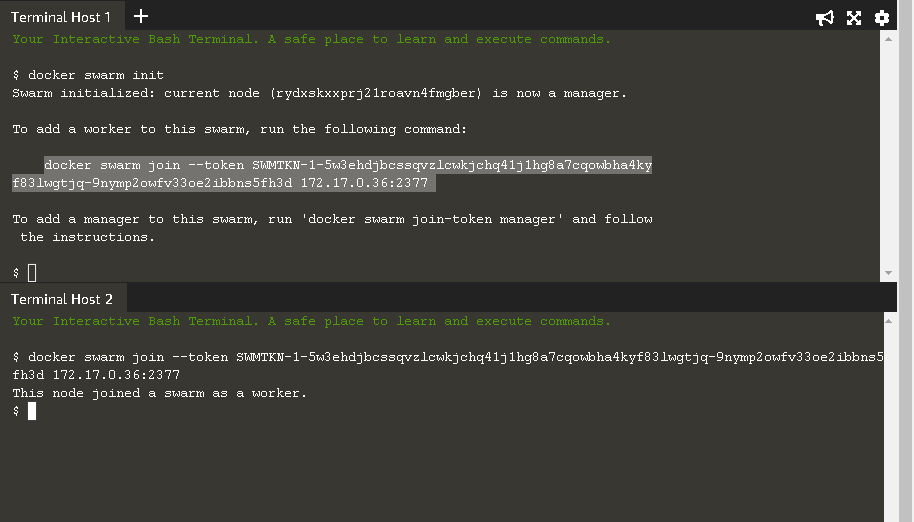 Terminal Host 1 +
Your Interactive Bash Terminal. A safe place to learn and execute commands.
$ docker swarm init
Swarm initialized: current node (rydxskxxprj21roavn4fmgber) is now a manager.
To add a worker to this swarm, run the following command:
docker swarm join --token SWMTKN-1-5w3ehdjbcssqvzlcwkjchq41j1hg8a7cqowbha4ky
f83lwgtjq-9nymp2owfv33oe2ibbns5fh3d 172.17.0.36:2377
To add a manager to this swarm, run 'docker swarm join-token manager' and follow
the instructions.
$
Terminal Host 2
Your Interactive Bash Terminal. A safe place to learn and execute commands.
$ docker swarm join --token SWMTKN-1-5w3ehdjbcssqvzlcwkjchq41j1hg8a7cqowbha4kyf83lwgtjq-9nymp2owfv33oe2ibbns5
fh3d 172.17.0.36:2377
This node joined a swarm as a worker.
$